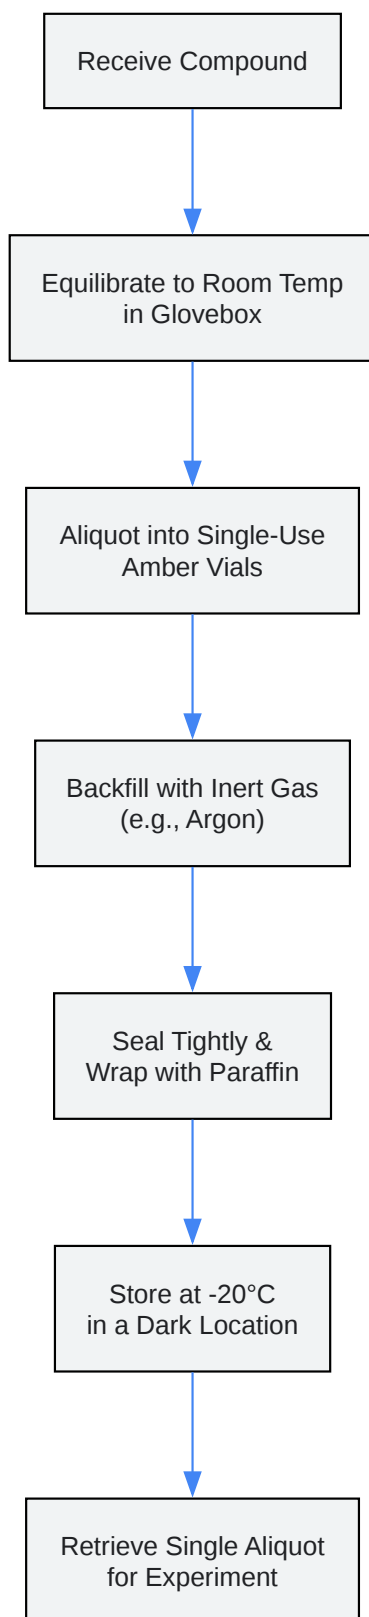 Receive Compound
Equilibrate to Room Temp
in Glovebox
Aliquot into Single-Use
Amber Vials
Backfill with Inert Gas
(e.g., Argon)
Seal Tightly &
Wrap with Paraffin
Store at -20°C
in a Dark Location
Retrieve Single Aliquot
for Experiment